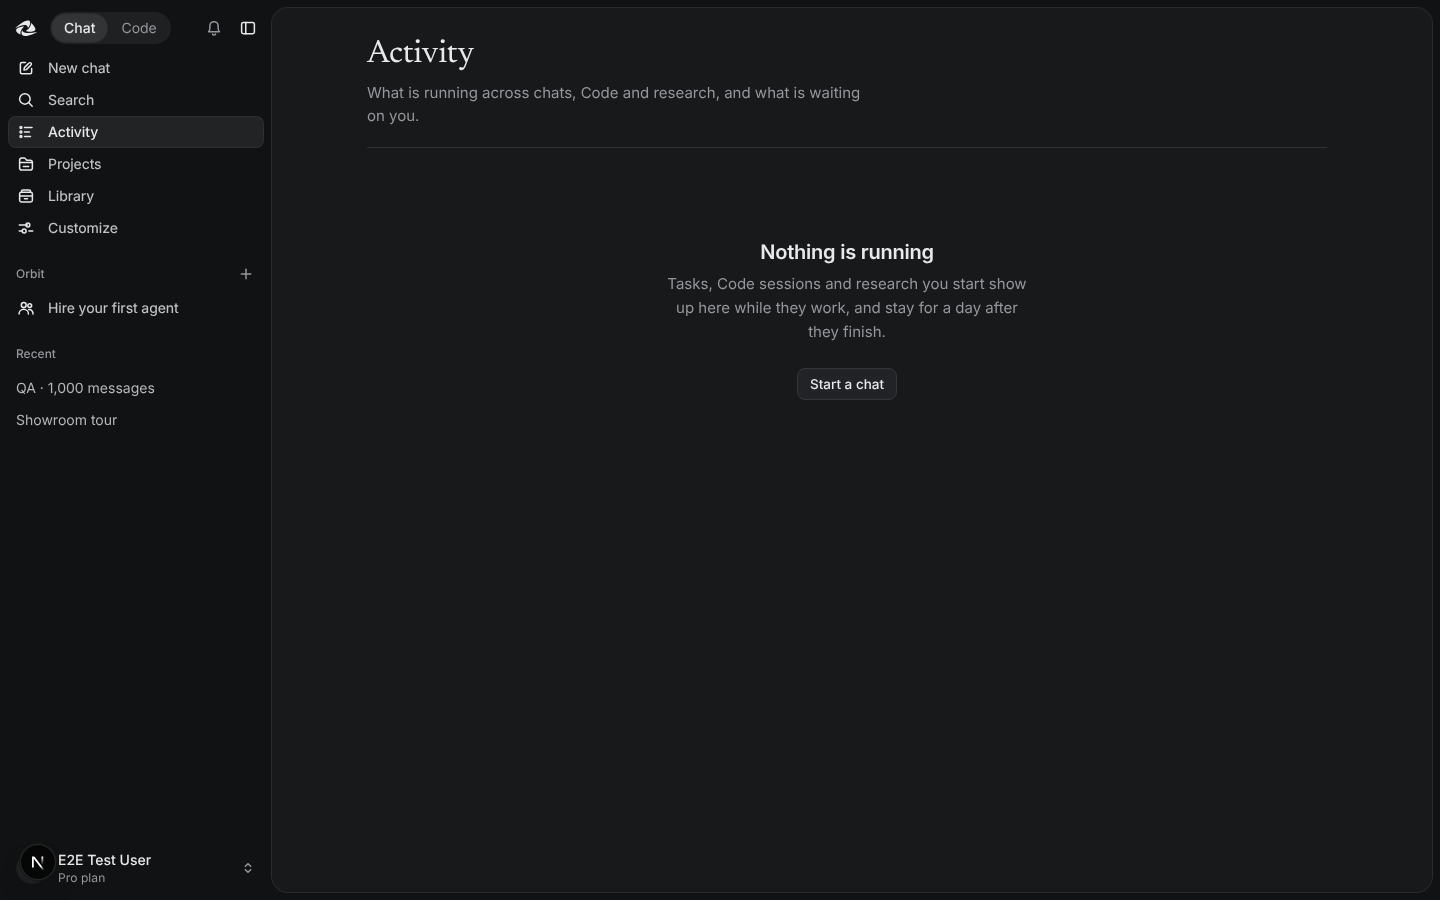 Chat
Code
New chat
Search
Activity
Projects
Library
Customize
Orbit
Hire your first agent
Recent
QA · 1,000 messages
Showroom tour
N
E2E Test User
Pro plan
Activity
What is running across chats, Code and research, and what is waiting
on you.
Nothing is running
Tasks, Code sessions and research you start show
up here while they work, and stay for a day after
they finish.
Start a chat